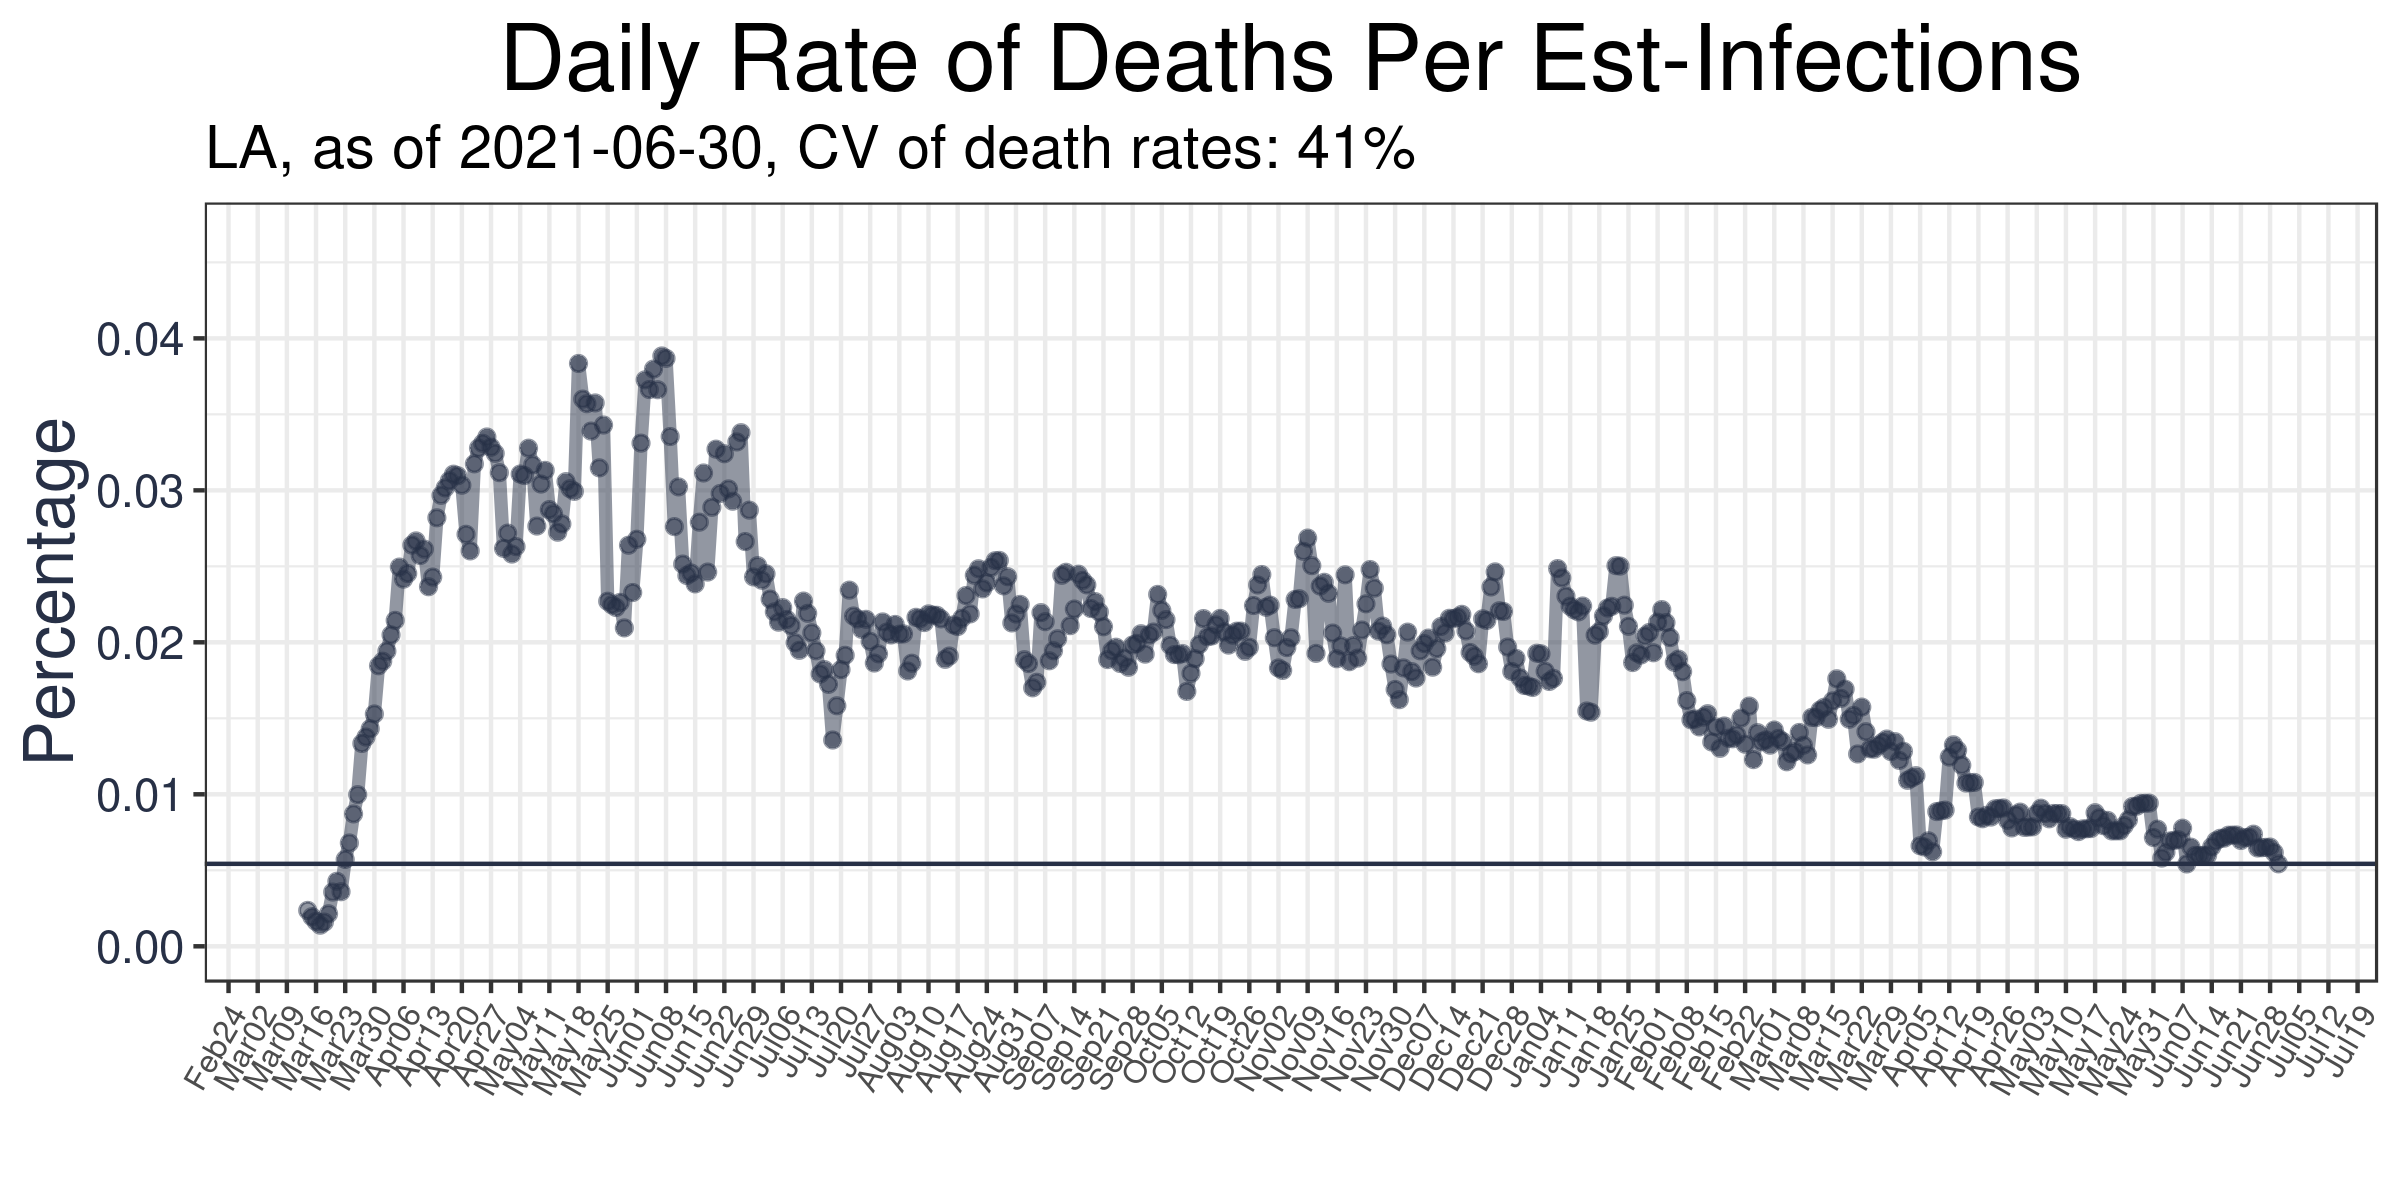 Daily Rate of Deaths Per Est-Infections
LA, as of 2021-06-30, CV of death rates: 41%
Percentage
0.04
0.03
0.02
0.01
0.00
Feb24
Mar02
Mar09
Mar16
Mar23
Mar30
Apr06
Apr13
Apr20
Apr27
May04
May11
May18
May25
Jun01
Jun08
Jun15
Jun22
Jun29
Jul06
Jul13
Jul20
Jul27
Aug03
Aug10
Aug17
Aug24
Aug31
Sep07
Sep14
Sep21
Sep28
Oct05
Oct12
Oct19
Oct26
Nov02
Nov09
Nov16
Nov23
Nov30
Dec07
Dec14
Dec21
Dec28
Jan04
Jan11
Jan18
Jan25
Feb01
Feb08
Feb15
Feb22
Mar01
Mar08
Mar15
Mar22
Mar29
Apr05
Apr12
Apr19
Apr26
May03
May10
May17
May24
May31
Jun07
Jun14
Jun21
Jun28
Jul05
Jul12
Jul19